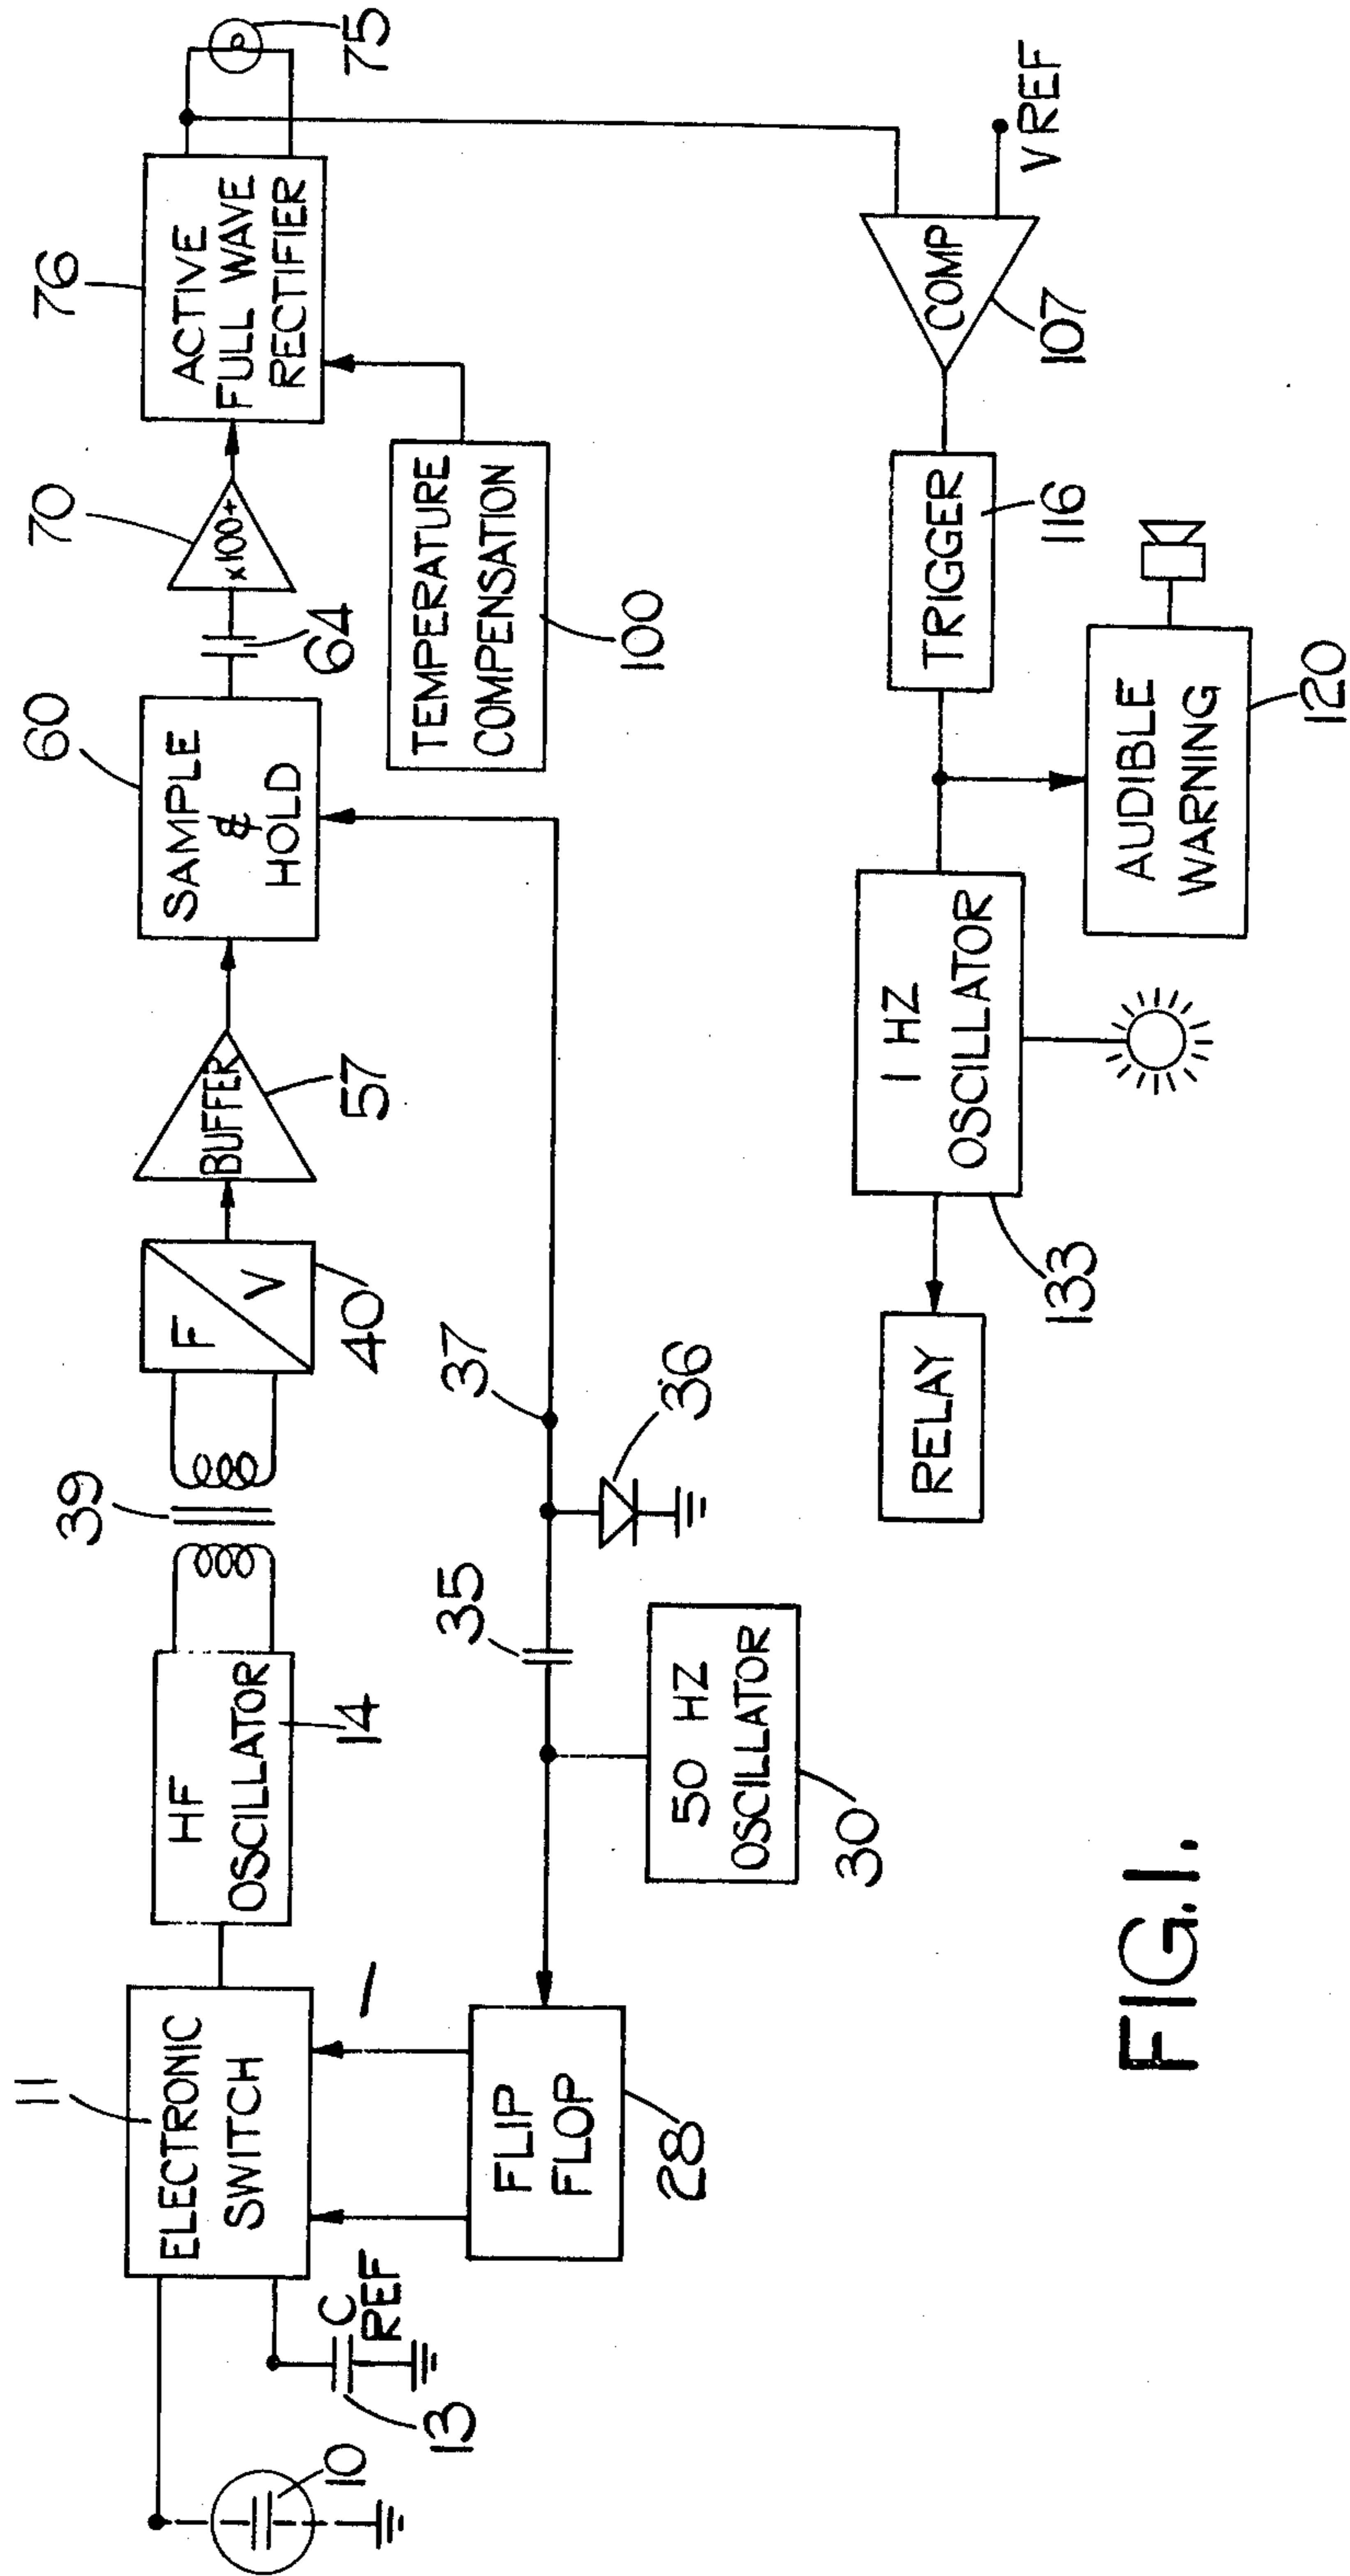 11
ELECTRONIC
SWITCH
10
13
C
REF
1
FLIP
FLOP
28
HF
OSCILLATOR
14
39
F
V
40
35
37
36
50 HZ
OSCILLATOR
30
BUFFER
57
60
SAMPLE
&
HOLD
64
70
x100+
76
ACTIVE
FULL WAVE
RECTIFIER
75
TEMPERATURE
COMPENSATION
100
V REF
COMP
107
TRIGGER
116
AUDIBLE
WARNING
120
1 HZ
OSCILLATOR
133
RELAY
FIG.1.